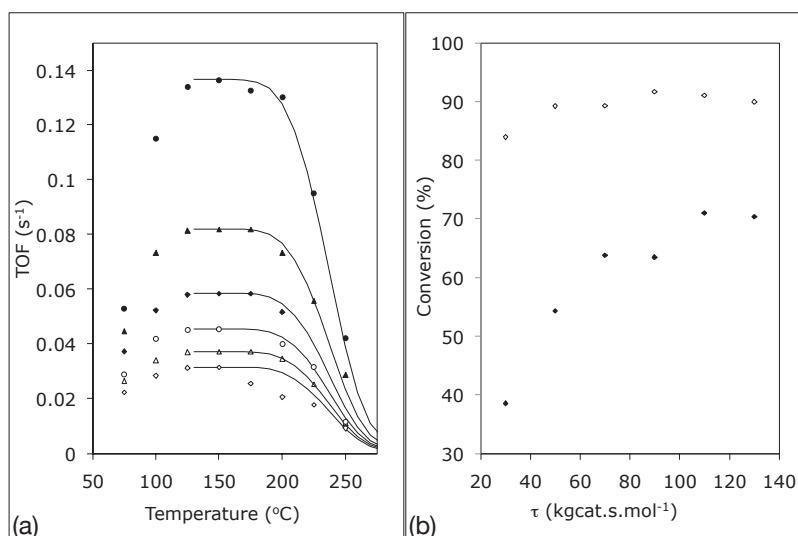 0.14
0.12
0.1
0.08
0.06
0.04
0.02
0
TOF (s-1)
50 100 150 200 250
Temperature (oC)
(a)
100
90
80
70
60
50
40
30
Conversion (%)
20 40 60 80 100 120 140
τ (kgcat.s.mol-1)
(b)